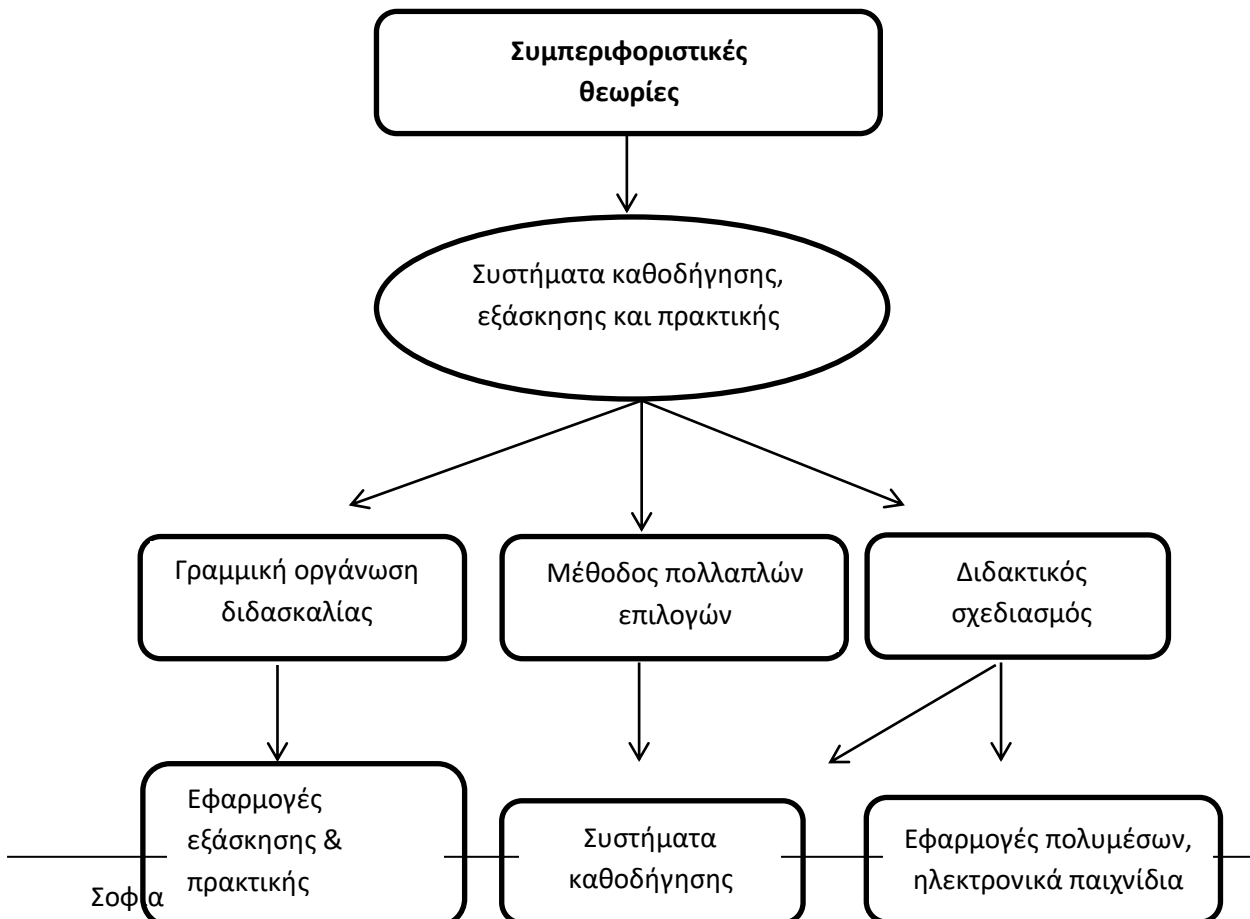 Συμπεριφοριστικές
θεωρίες
Συστήματα καθοδήγησης,
εξάσκησης και πρακτικής
Γραμμική οργάνωση
διδασκαλίας
Μέθοδος πολλαπλών
επιλογών
Διδακτικός
σχεδιασμός
Εφαρμογές
εξάσκησης &
πρακτικής
Συστήματα
καθοδήγησης
Εφαρμογές πολυμέσων,
ηλεκτρονικά παιχνίδια
Σοφία